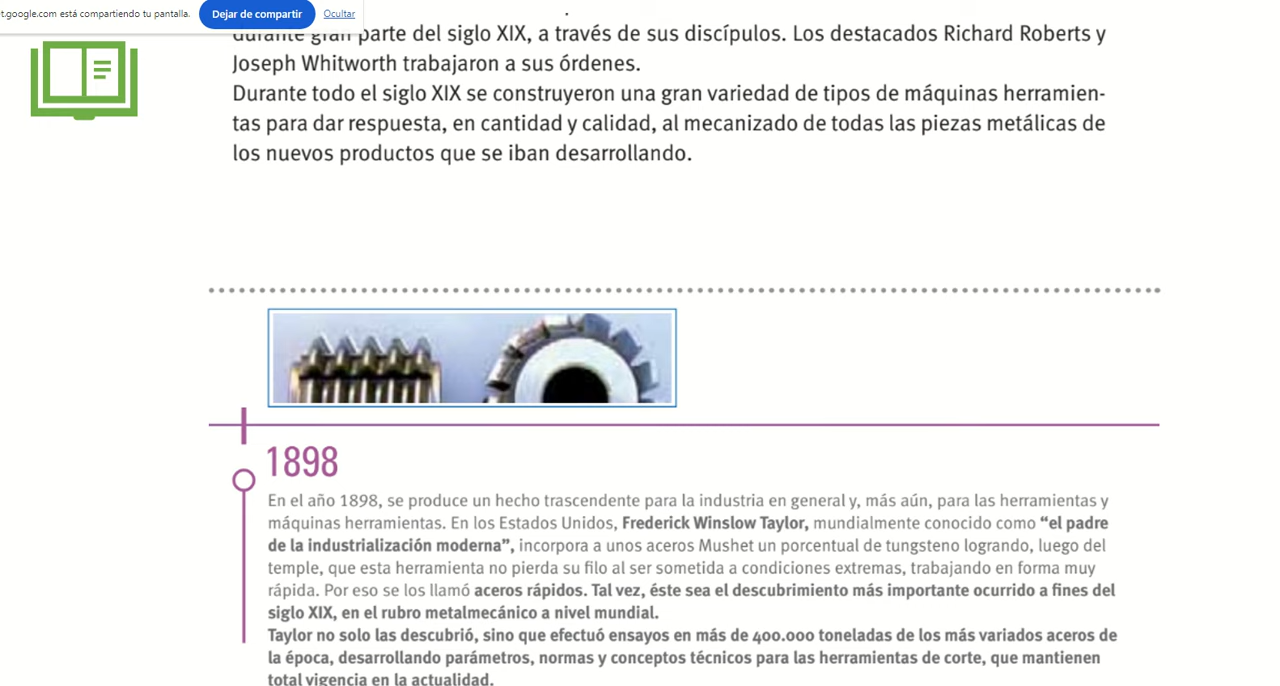 t.google.com está compartiendo tu pantalla. Dejar de compartir Ocultar
durante gran parte del siglo XIX, a través de sus discípulos. Los destacados Richard Roberts y
Joseph Whitworth trabajaron a sus órdenes.
Durante todo el siglo XIX se construyeron una gran variedad de tipos de máquinas herramien-
tas para dar respuesta, en cantidad y calidad, al mecanizado de todas las piezas metálicas de
los nuevos productos que se iban desarrollando.
1898
En el año 1898, se produce un hecho trascendente para la industria en general y, más aún, para las herramientas y
máquinas herramientas. En los Estados Unidos, Frederick Winslow Taylor, mundialmente conocido como “el padre
de la industrialización moderna”, incorpora a unos aceros Mushet un porcentual de tungsteno logrando, luego del
temple, que esta herramienta no pierda su filo al ser sometida a condiciones extremas, trabajando en forma muy
rápida. Por eso se los llamó aceros rápidos. Tal vez, éste sea el descubrimiento más importante ocurrido a fines del
siglo XIX, en el rubro metalmecánico a nivel mundial.
Taylor no solo las descubrió, sino que efectuó ensayos en más de 400.000 toneladas de los más variados aceros de
la época, desarrollando parámetros, normas y conceptos técnicos para las herramientas de corte, que mantienen
total vigencia en la actualidad.